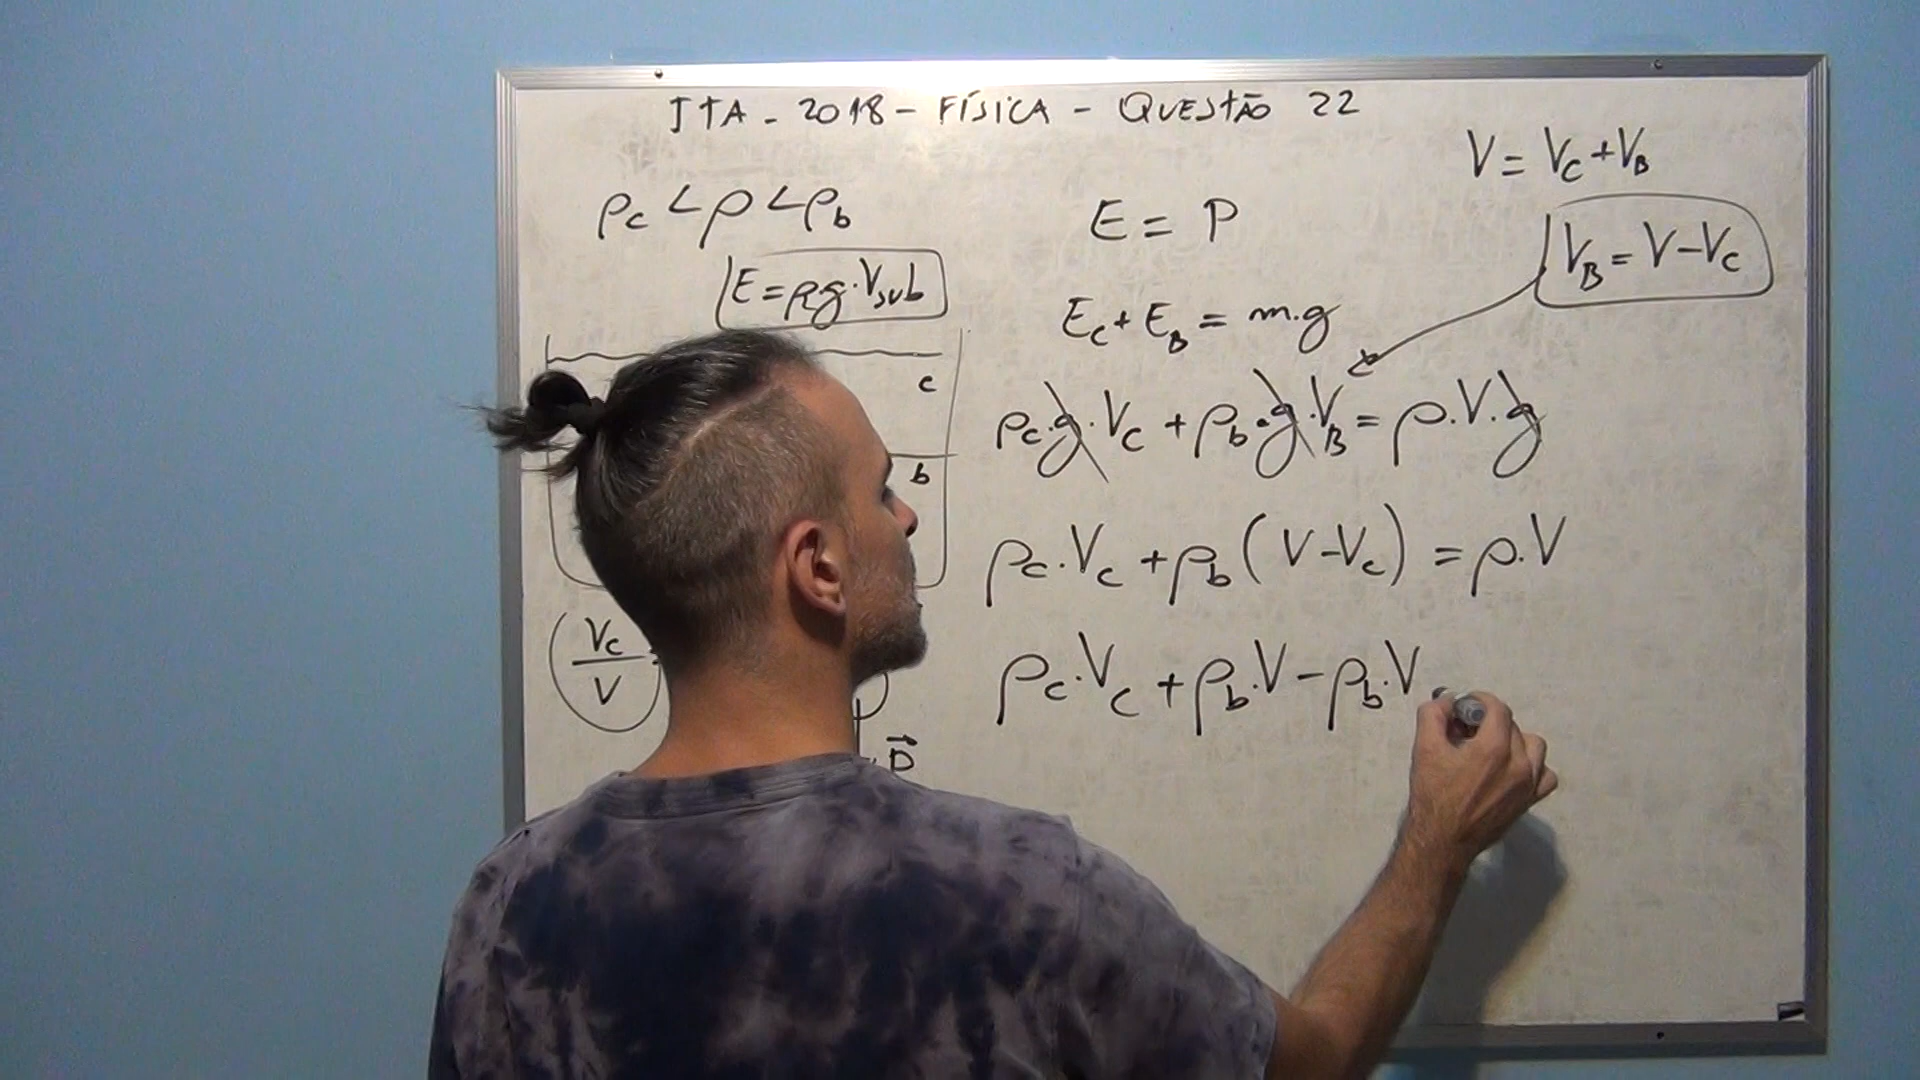 ITA - 2018 - FÍSICA - QUESTÃO 22
ρc < ρ < ρb
E = ρg·Vsub
c
b
Vc/V
D
E = P
Ec + EB = m.g
ρc.g.Vc + ρb.g.VB = ρ.V.g
ρc.Vc + ρb(V-Vc) = ρ.V
ρc.Vc + ρb.V - ρb.V
V = Vc + VB
VB = V - Vc